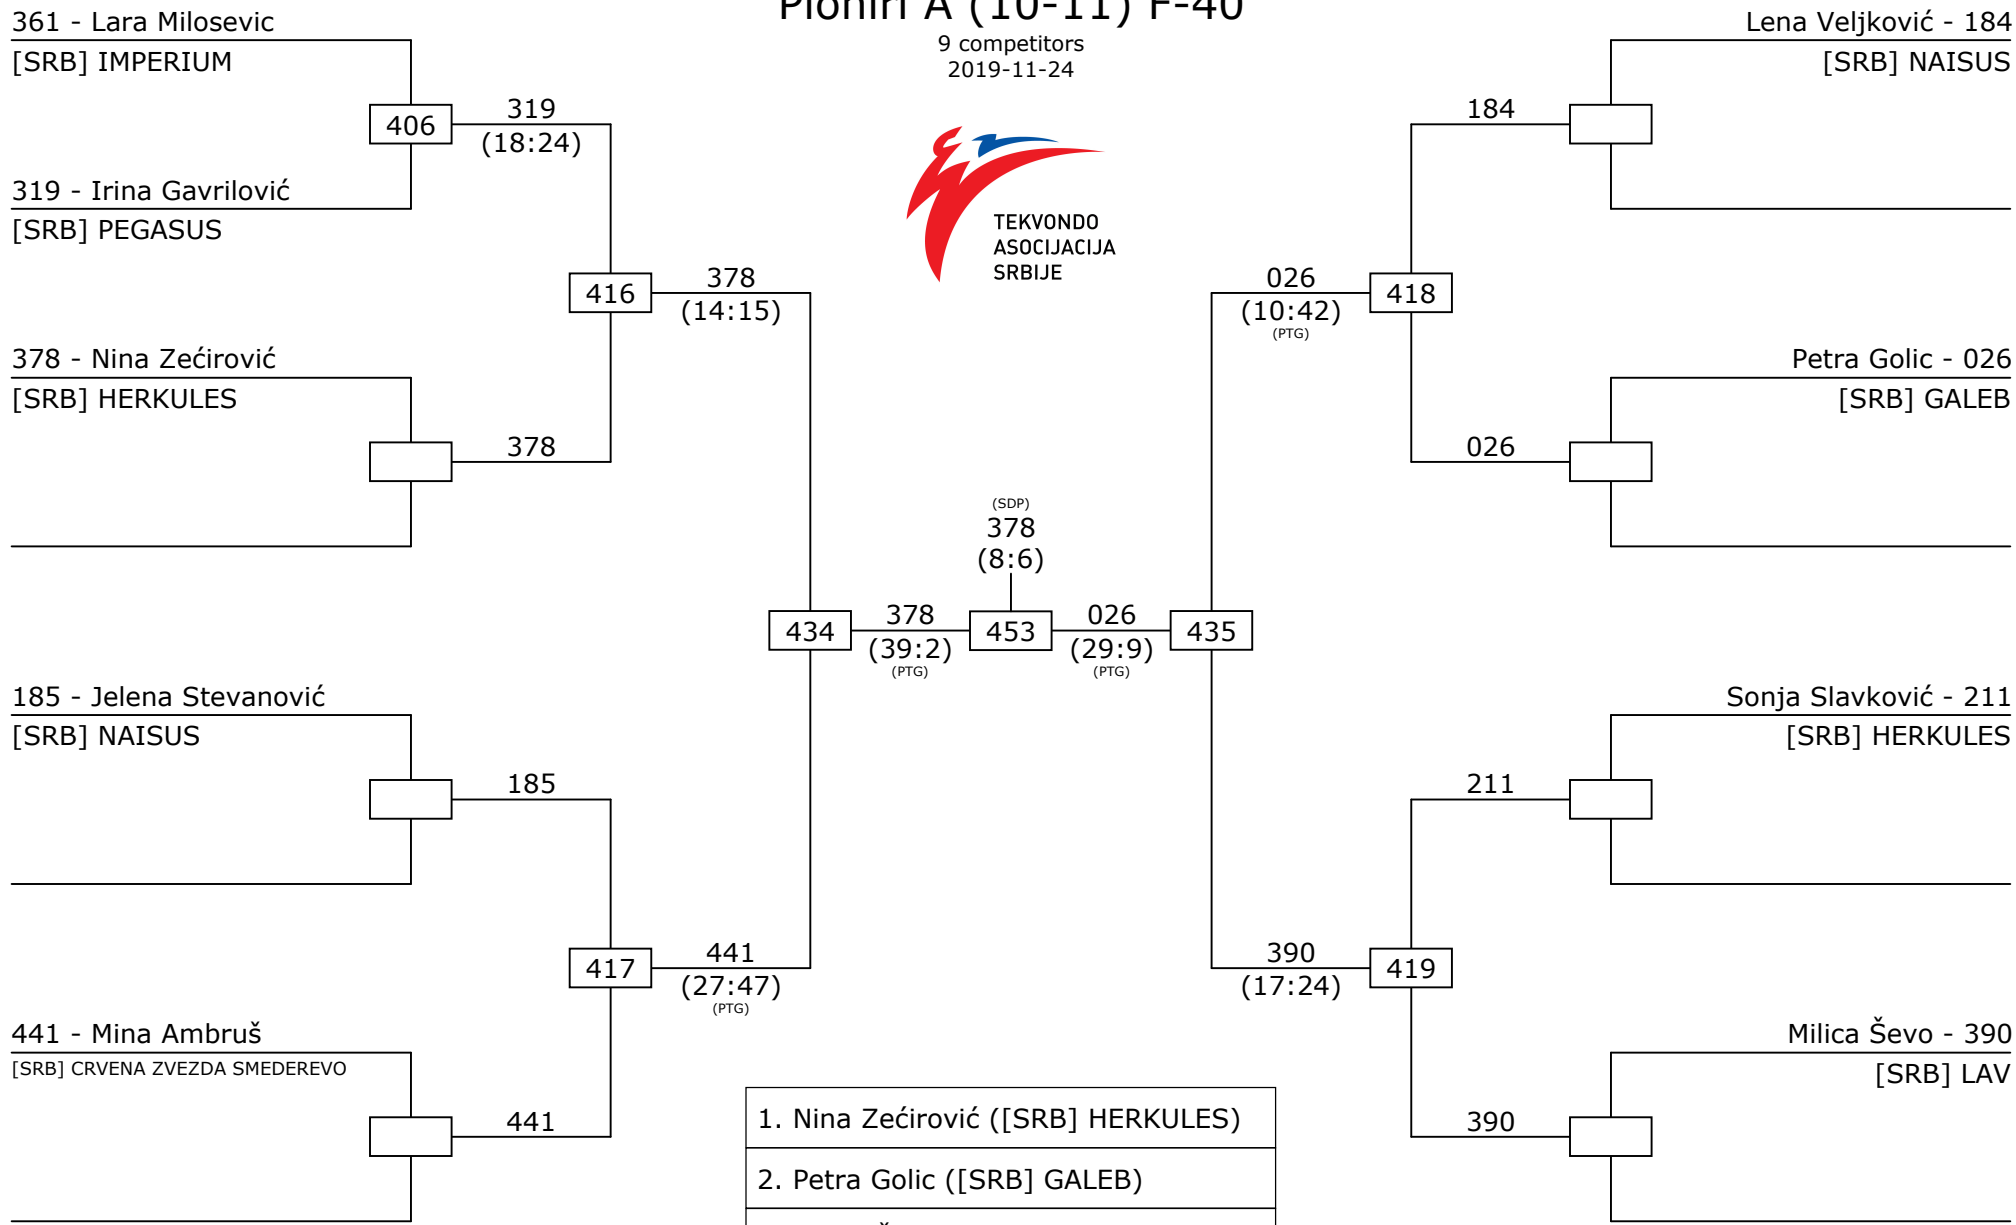 Pioniri A (10-11) F-40
9 competitors
2019-11-24
TEKVONDO
ASOCIJACIJA
SRBIJE
361 - Lara Milosevic
[SRB] IMPERIUM
406
319
(18:24)
319 - Irina Gavrilović
[SRB] PEGASUS
416
378
(14:15)
378 - Nina Zećirović
[SRB] HERKULES
378
185 - Jelena Stevanović
[SRB] NAISUS
185
417
441
(27:47)
(PTG)
441 - Mina Ambruš
[SRB] CRVENA ZVEZDA SMEDEREVO
441
434
378
(39:2)
(PTG)
(SDP)
378
(8:6)
453
026
(29:9)
(PTG)
435
Lena Veljković - 184
[SRB] NAISUS
184
026
(10:42)
(PTG)
418
Petra Golic - 026
[SRB] GALEB
026
Sonja Slavković - 211
[SRB] HERKULES
211
390
(17:24)
419
Milica Ševo - 390
[SRB] LAV
390
1. Nina Zećirović ([SRB] HERKULES)
2. Petra Golic ([SRB] GALEB)